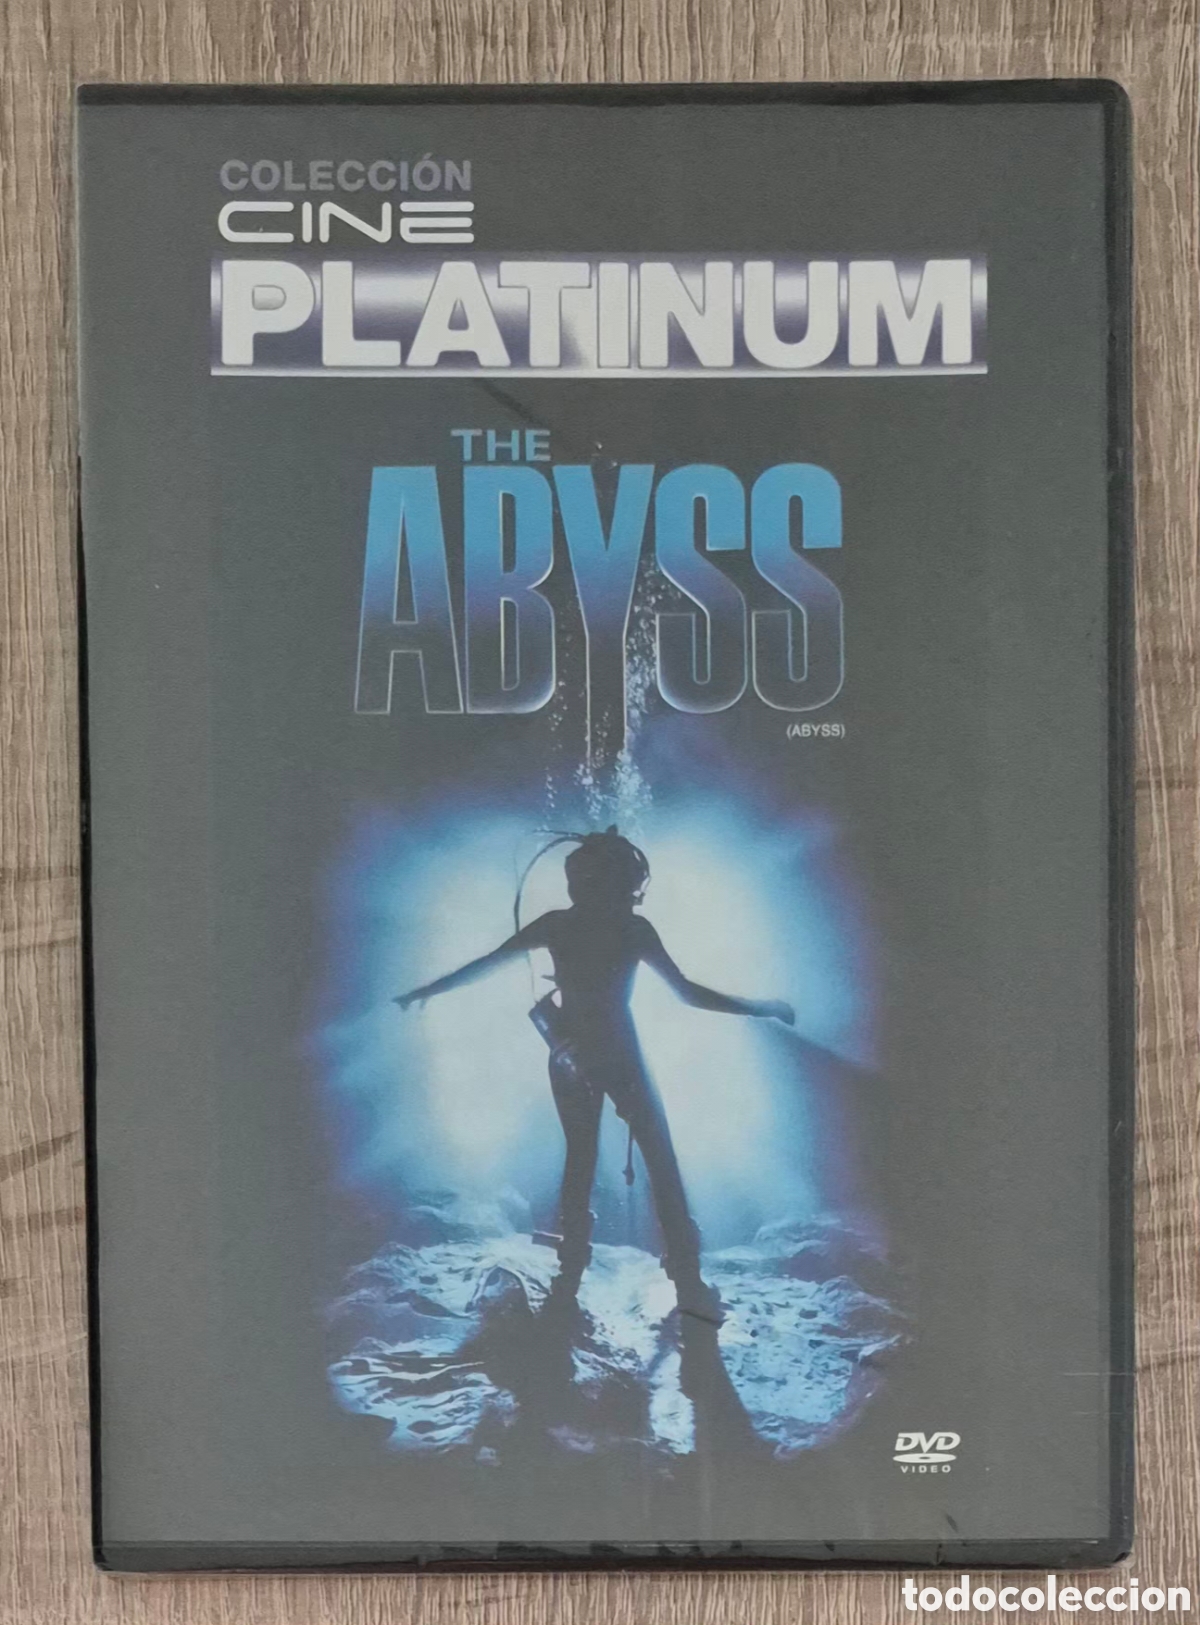 COLECCIÓN
CINE
PLATINUM
THE
ABYSS
(ABYSS)
DVD
VIDEO
todocoleccion